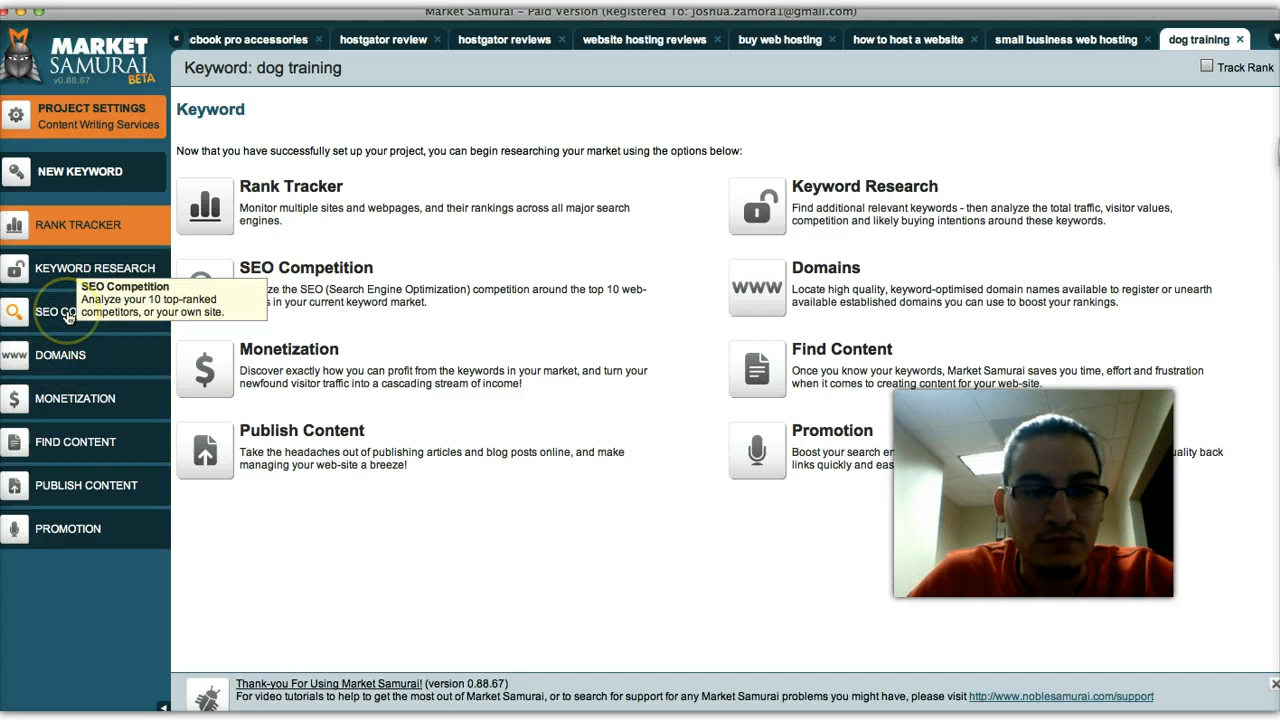 Market Samurai - Paid Version (Registered To: joshua.zamora1@gmail.com)
MARKET
SAMURAI
BETA
v0.88.67
cbook pro accessories
hostgator review
hostgator reviews
website hosting reviews
buy web hosting
how to host a website
small business web hosting
dog training
Keyword: dog training
Track Rank
PROJECT SETTINGS
Content Writing Services
NEW KEYWORD
RANK TRACKER
KEYWORD RESEARCH
SEO CO
SEO Competition
Analyze your 10 top-ranked
competitors, or your own site.
www DOMAINS
$ MONETIZATION
FIND CONTENT
PUBLISH CONTENT
PROMOTION
Keyword
Now that you have successfully set up your project, you can begin researching your market using the options below:
Rank Tracker
Monitor multiple sites and webpages, and their rankings across all major search
engines.
Keyword Research
Find additional relevant keywords - then analyze the total traffic, visitor values,
competition and likely buying intentions around these keywords.
SEO Competition
ze the SEO (Search Engine Optimization) competition around the top 10 web-
s in your current keyword market.
www
Domains
Locate high quality, keyword-optimised domain names available to register or unearth
available established domains you can use to boost your rankings.
$
Monetization
Discover exactly how you can profit from the keywords in your market, and turn your
newfound visitor traffic into a cascading stream of income!
Find Content
Once you know your keywords, Market Samurai saves you time, effort and frustration
when it comes to creating content for your web-site.
Publish Content
Take the headaches out of publishing articles and blog posts online, and make
managing your web-site a breeze!
Promotion
Boost your search en
uality back
links quickly and eas
Thank-you For Using Market Samurai! (version 0.88.67)
For video tutorials to help to get the most out of Market Samurai, or to search for support for any Market Samurai problems you might have, please visit http://www.noblesamurai.com/support